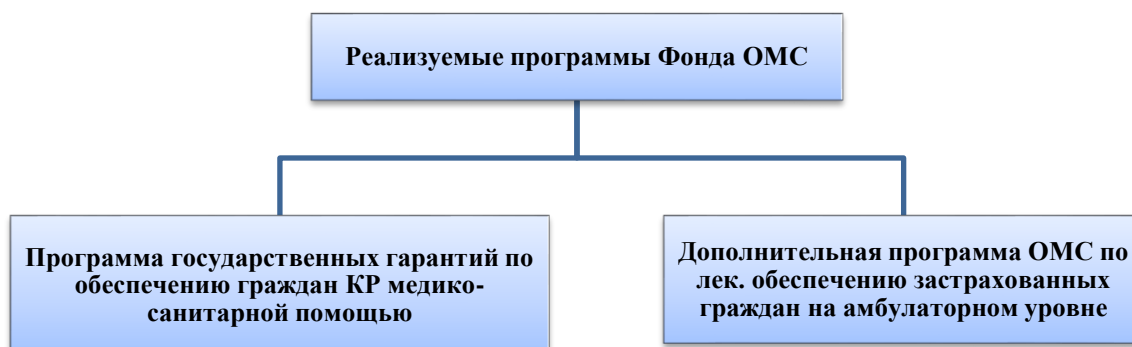 Реализуемые программы Фонда ОМС
Программа государственных гарантий по
обеспечению граждан КР медико-
санитарной помощью
Дополнительная программа ОМС по
лек. обеспечению застрахованных
граждан на амбулаторном уровне